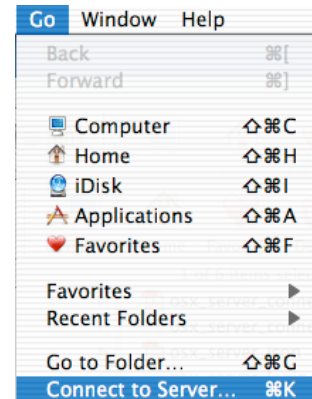 Go Window Help
Back ⌘[
Forward ⌘]
Computer ⇧⌘C
Home ⇧⌘H
iDisk ⇧⌘I
Applications ⇧⌘A
Favorites ⇧⌘F
Favorites ▶
Recent Folders ▶
Go to Folder... ⇧⌘G
Connect to Server... ⌘K